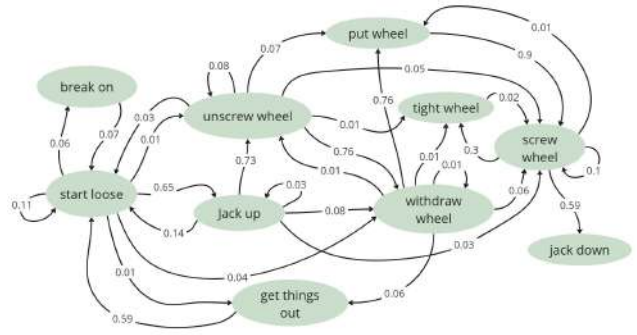 put wheel
0.01
0.08
0.07
0.9
0.05
break on
unscrew wheel
tight wheel
0.02
0.03
0.01
0.07
0.06
0.01
0.76
0.76
screw
wheel
0.01
0.01
0.3
0.1
0.73
0.01
start loose
0.65
0.03
0.06
0.11
Jack up
0.08
withdraw
wheel
0.59
0.14
0.03
jack down
0.04
0.01
get things
out
0.06
0.59